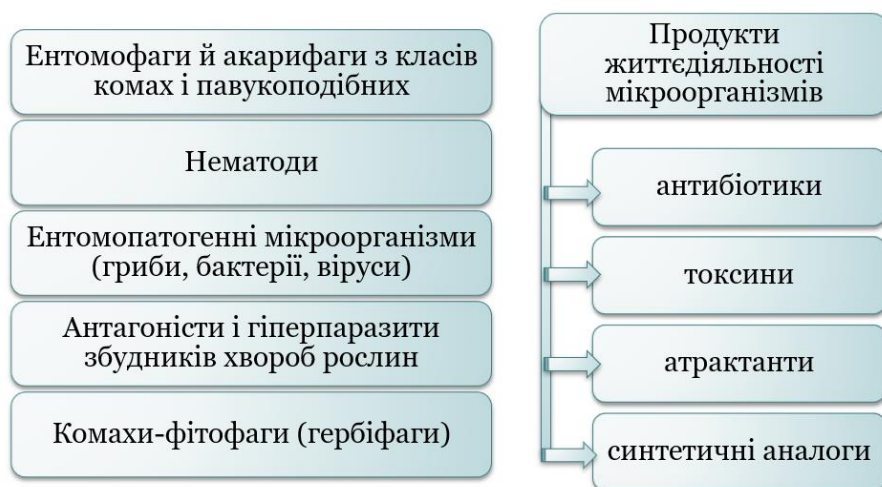 Ентомофаги й акарифаги з класів
комах і павукоподібних
Нематоди
Ентомопатогенні мікроорганізми
(гриби, бактерії, віруси)
Антагоністи і гіперпаразити
збудників хвороб рослин
Комахи-фітофаги (гербіфаги)
Продукти
життєдіяльності
мікроорганізмів
антибіотики
токсини
атрактанти
синтетичні аналоги